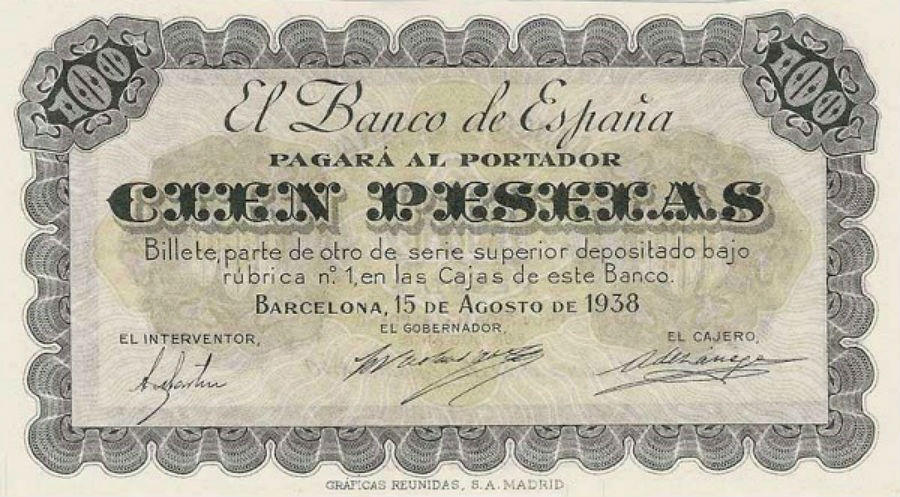 100 100
El Banco de España
PAGARÁ AL PORTADOR
CIEN PESETAS
Billete, parte de otro de serie superior depositado bajo
rúbrica nº. 1, en las Cajas de este Banco.
BARCELONA, 15 DE AGOSTO DE 1938
EL INTERVENTOR, EL GOBERNADOR, EL CAJERO,
GRÁFICAS REUNIDAS, S.A. MADRID